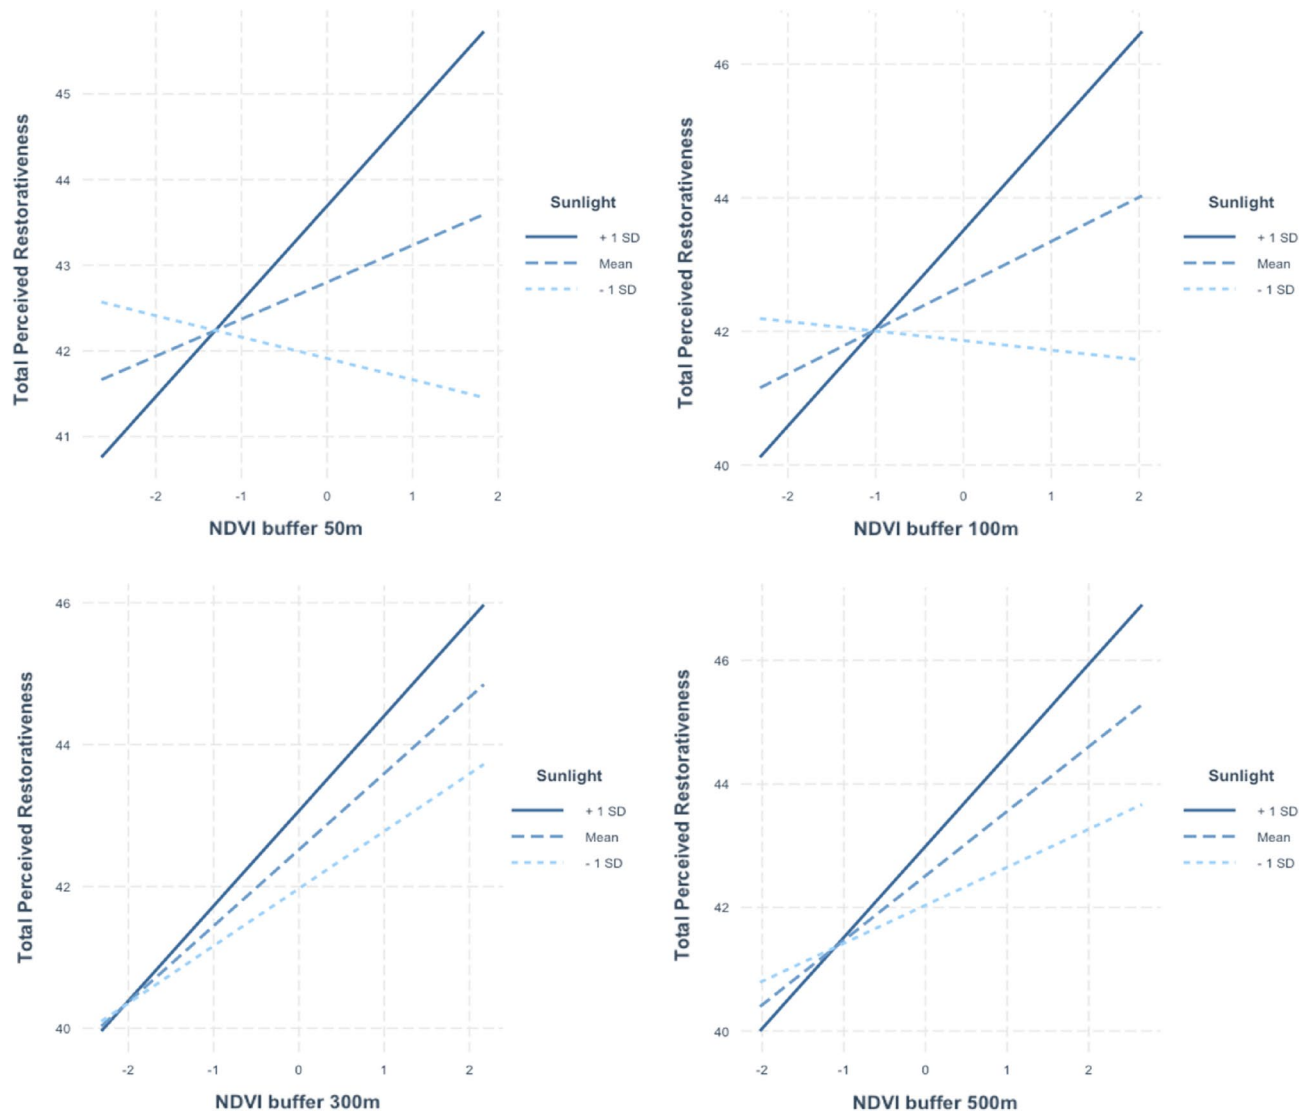 Total Perceived Restorativeness
45
44
43
42
41
-2 -1 0 1 2
NDVI buffer 50m
Sunlight
+ 1 SD
Mean
- 1 SD
Total Perceived Restorativeness
46
44
42
40
-2 -1 0 1 2
NDVI buffer 100m
Sunlight
+ 1 SD
Mean
- 1 SD
Total Perceived Restorativeness
46
44
42
40
-2 -1 0 1 2
NDVI buffer 300m
Sunlight
+ 1 SD
Mean
- 1 SD
Total Perceived Restorativeness
46
44
42
40
-2 -1 0 1 2
NDVI buffer 500m
Sunlight
+ 1 SD
Mean
- 1 SD